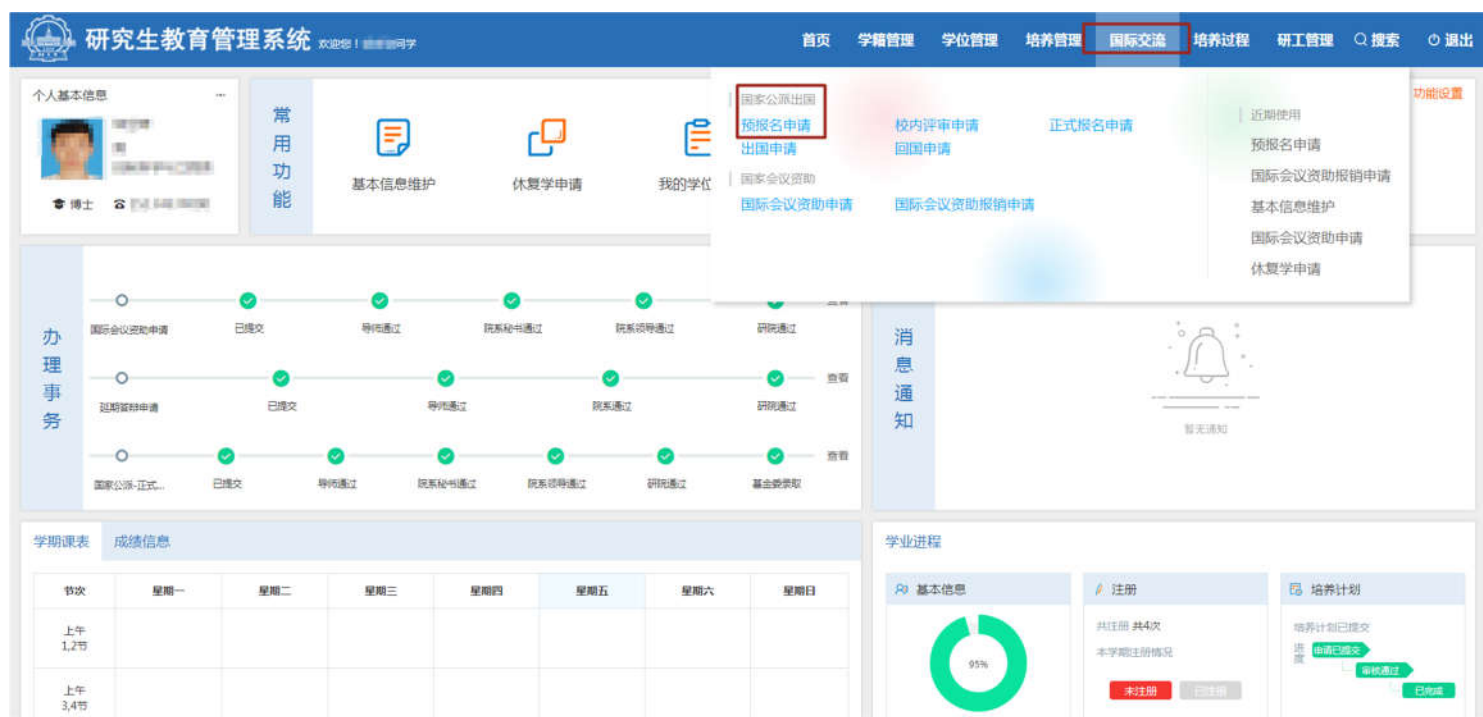 研究生教育管理系统 欢迎您! 同学
首页 学籍管理 学位管理 培养管理 国际交流 培养过程 研工管理 搜索 退出
个人基本信息 ...
博士
常用功能
基本信息维护
休复学申请
我的学位
功能设置
国家公派出国
预报名申请 校内评审申请 正式报名申请
出国申请 回国申请
国家会议资助
国际会议资助申请 国际会议资助报销申请
近期使用
预报名申请
国际会议资助报销申请
基本信息维护
国际会议资助申请
休复学申请
办理事务
国际会议资助申请 已提交 导师通过 院系秘书通过 院系领导通过 研院通过
查看
延期答辩申请 已提交 导师通过 院系通过 研院通过
查看
国家公派-正式... 已提交 导师通过 院系秘书通过 院系领导通过 研院通过 基金委录取
消息通知
暂无通知
学期课表 成绩信息
节次 星期一 星期二 星期三 星期四 星期五 星期六 星期日
上午
1,2节
上午
3,4节
学业进程
基本信息
95%
注册
共注册 共4次
本学期注册情况
未注册 已注册
培养计划
培养计划已提交
进度
申请已提交
审核通过
已完成